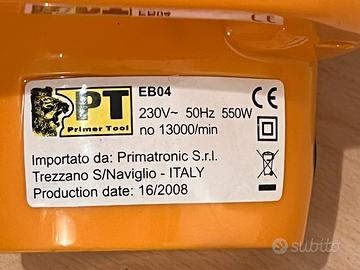 EB04
EB04
PT
Primer Tool
230V~ 50Hz 550W
no 13000/min
Importato da: Primatronic S.r.l.
Trezzano S/Naviglio - ITALY
Production date: 16/2008
subito